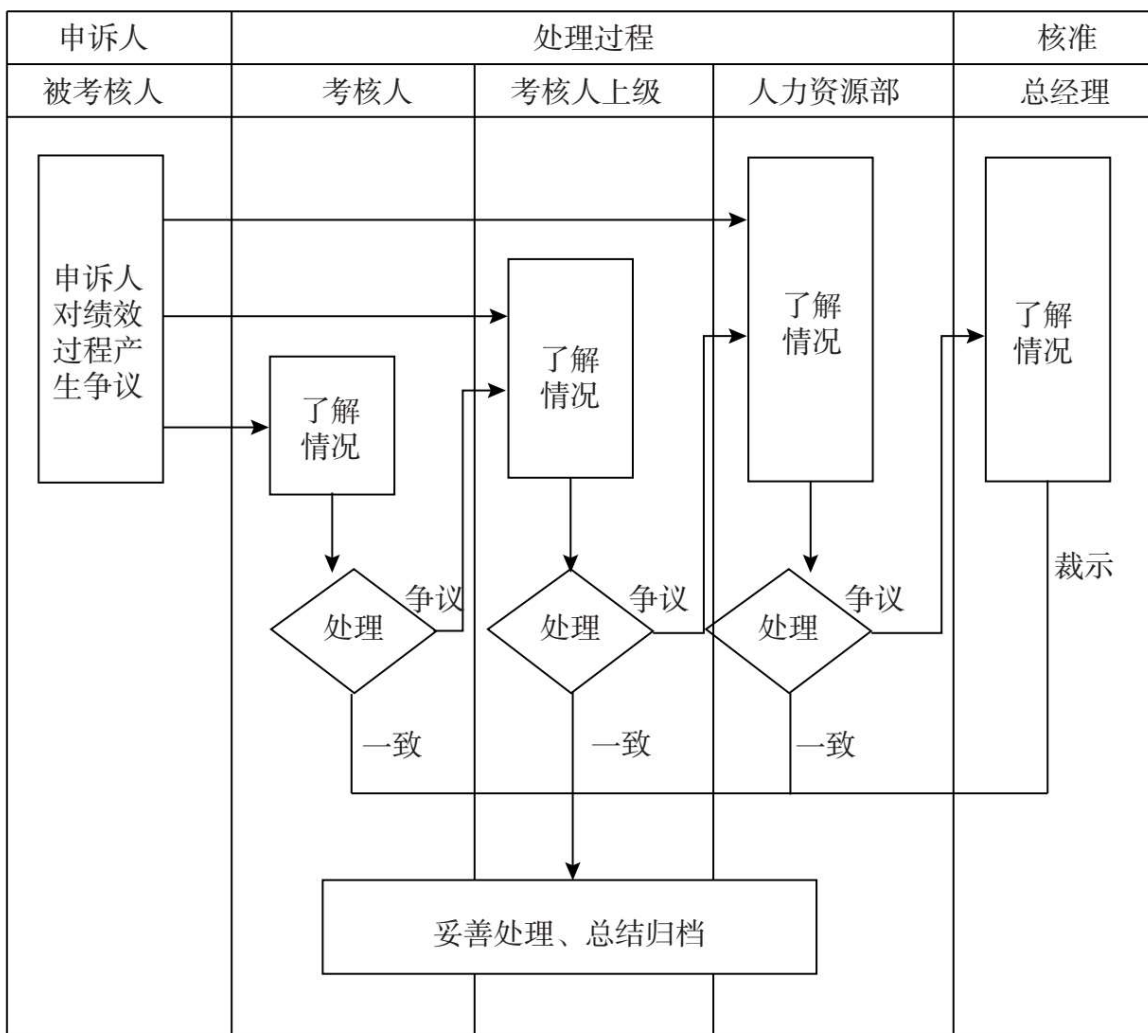 申诉人
处理过程
核准
被考核人
考核人
考核人上级
人力资源部
总经理
申诉人
对绩效
过程产
生争议
了解
情况
了解
情况
了解
情况
了解
情况
处理
争议
处理
争议
处理
争议
裁示
一致
一致
一致
妥善处理、总结归档